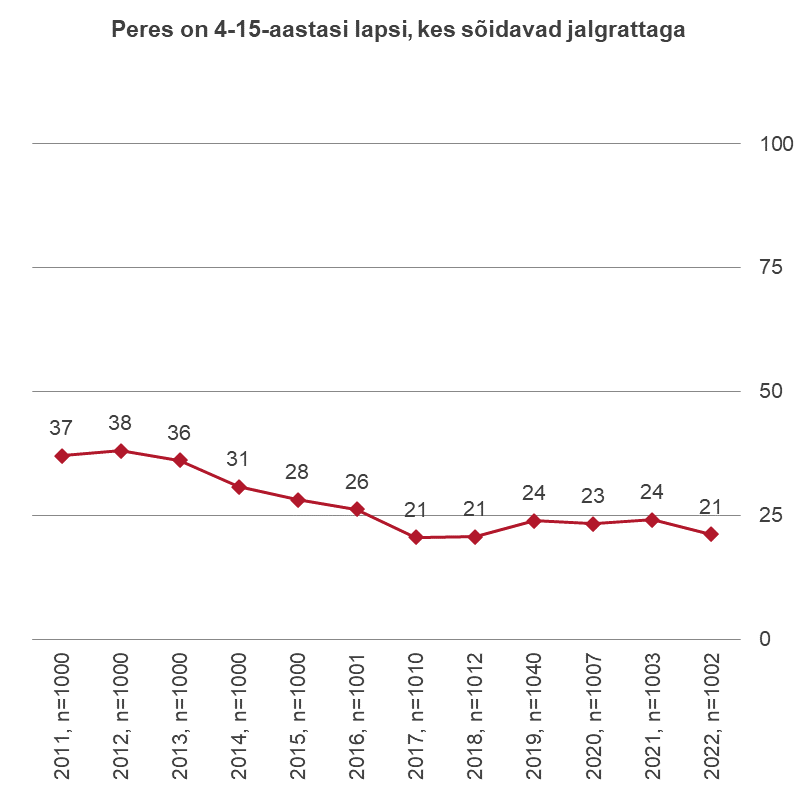 Peres on 4-15-aastasi lapsi, kes sõidavad jalgrattaga
100
75
50
25
0
37
38
36
31
28
26
21
21
24
23
24
21
2011, n=1000
2012, n=1000
2013, n=1000
2014, n=1000
2015, n=1000
2016, n=1001
2017, n=1010
2018, n=1012
2019, n=1040
2020, n=1007
2021, n=1003
2022, n=1002